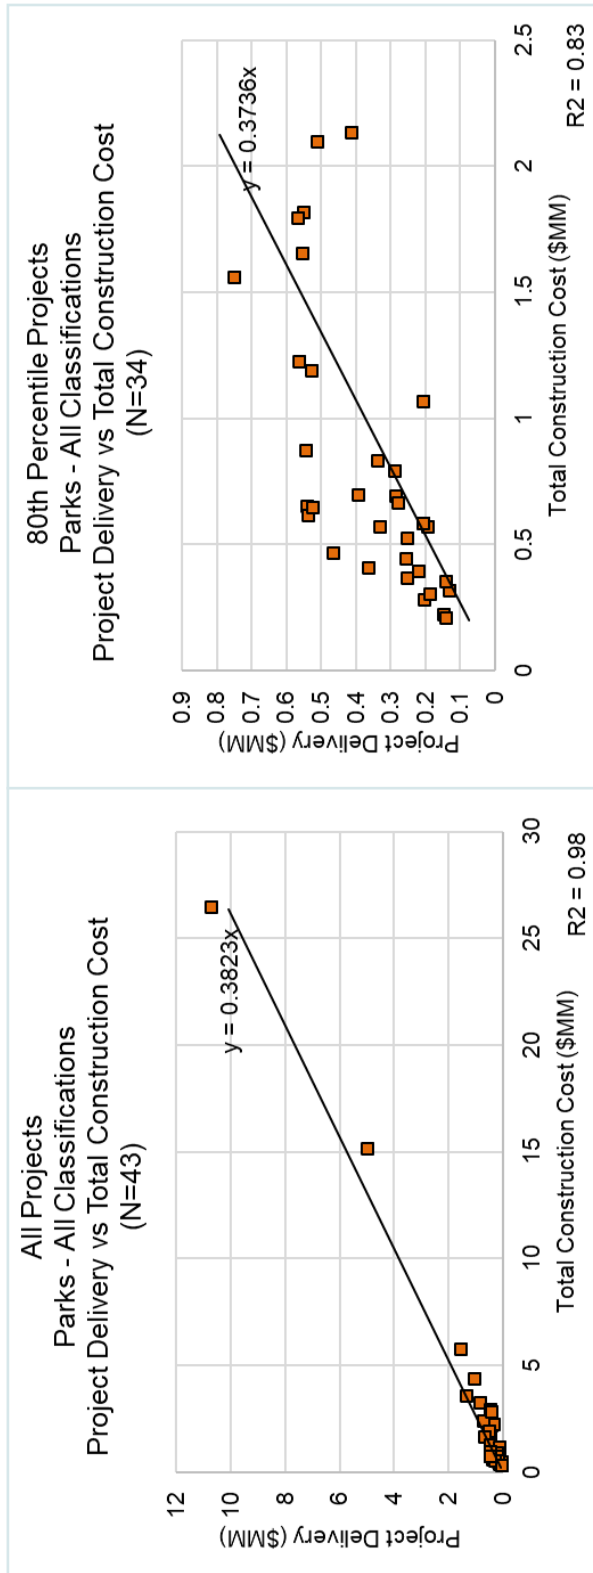 All Projects
Parks - All Classifications
Project Delivery vs Total Construction Cost
(N=43)
12
10
8
6
4
2
0
Project Delivery ($MM)
y = 0.3823x
0
5
10
15
20
25
30
Total Construction Cost ($MM)
R2 = 0.98
80th Percentile Projects
Parks - All Classifications
Project Delivery vs Total Construction Cost
(N=34)
0.9
0.8
0.7
0.6
0.5
0.4
0.3
0.2
0.1
0
Project Delivery ($MM)
y = 0.3736x
0
0.5
1
1.5
2
2.5
Total Construction Cost ($MM)
R2 = 0.83